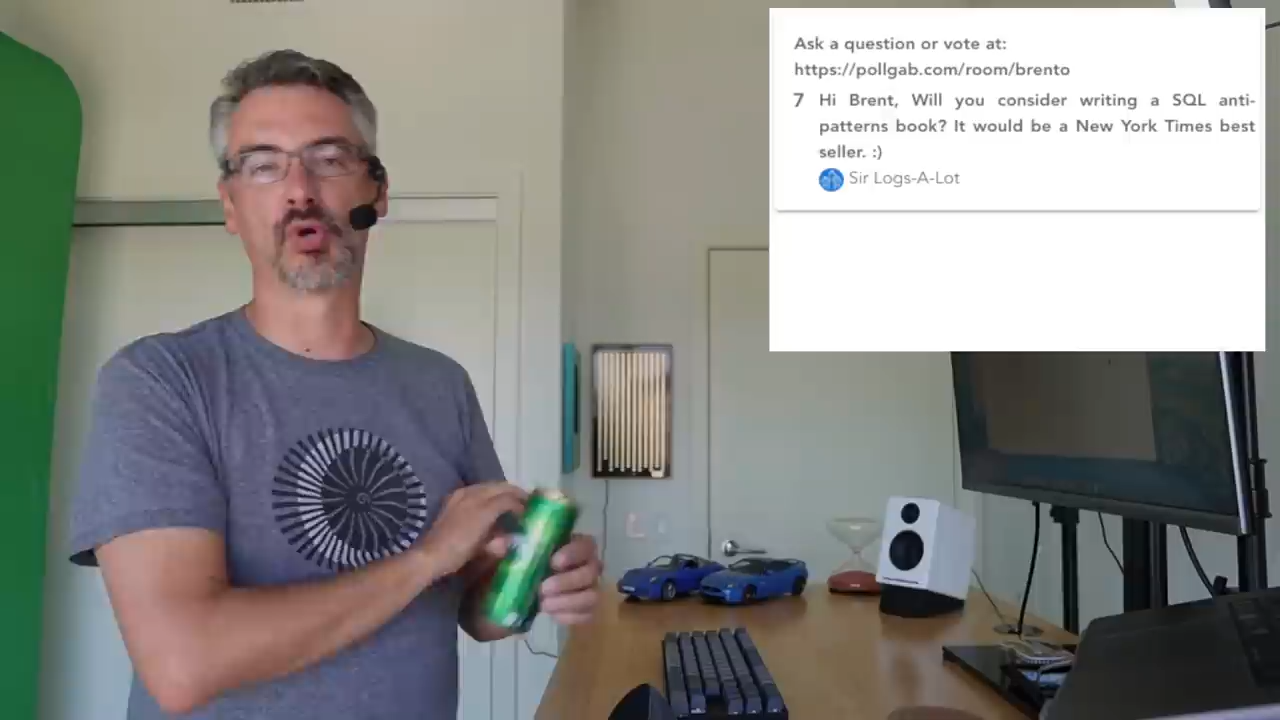 Ask a question or vote at:
https://pollgab.com/room/brento
7 Hi Brent, Will you consider writing a SQL anti-
patterns book? It would be a New York Times best
seller. :)
Sir Logs-A-Lot